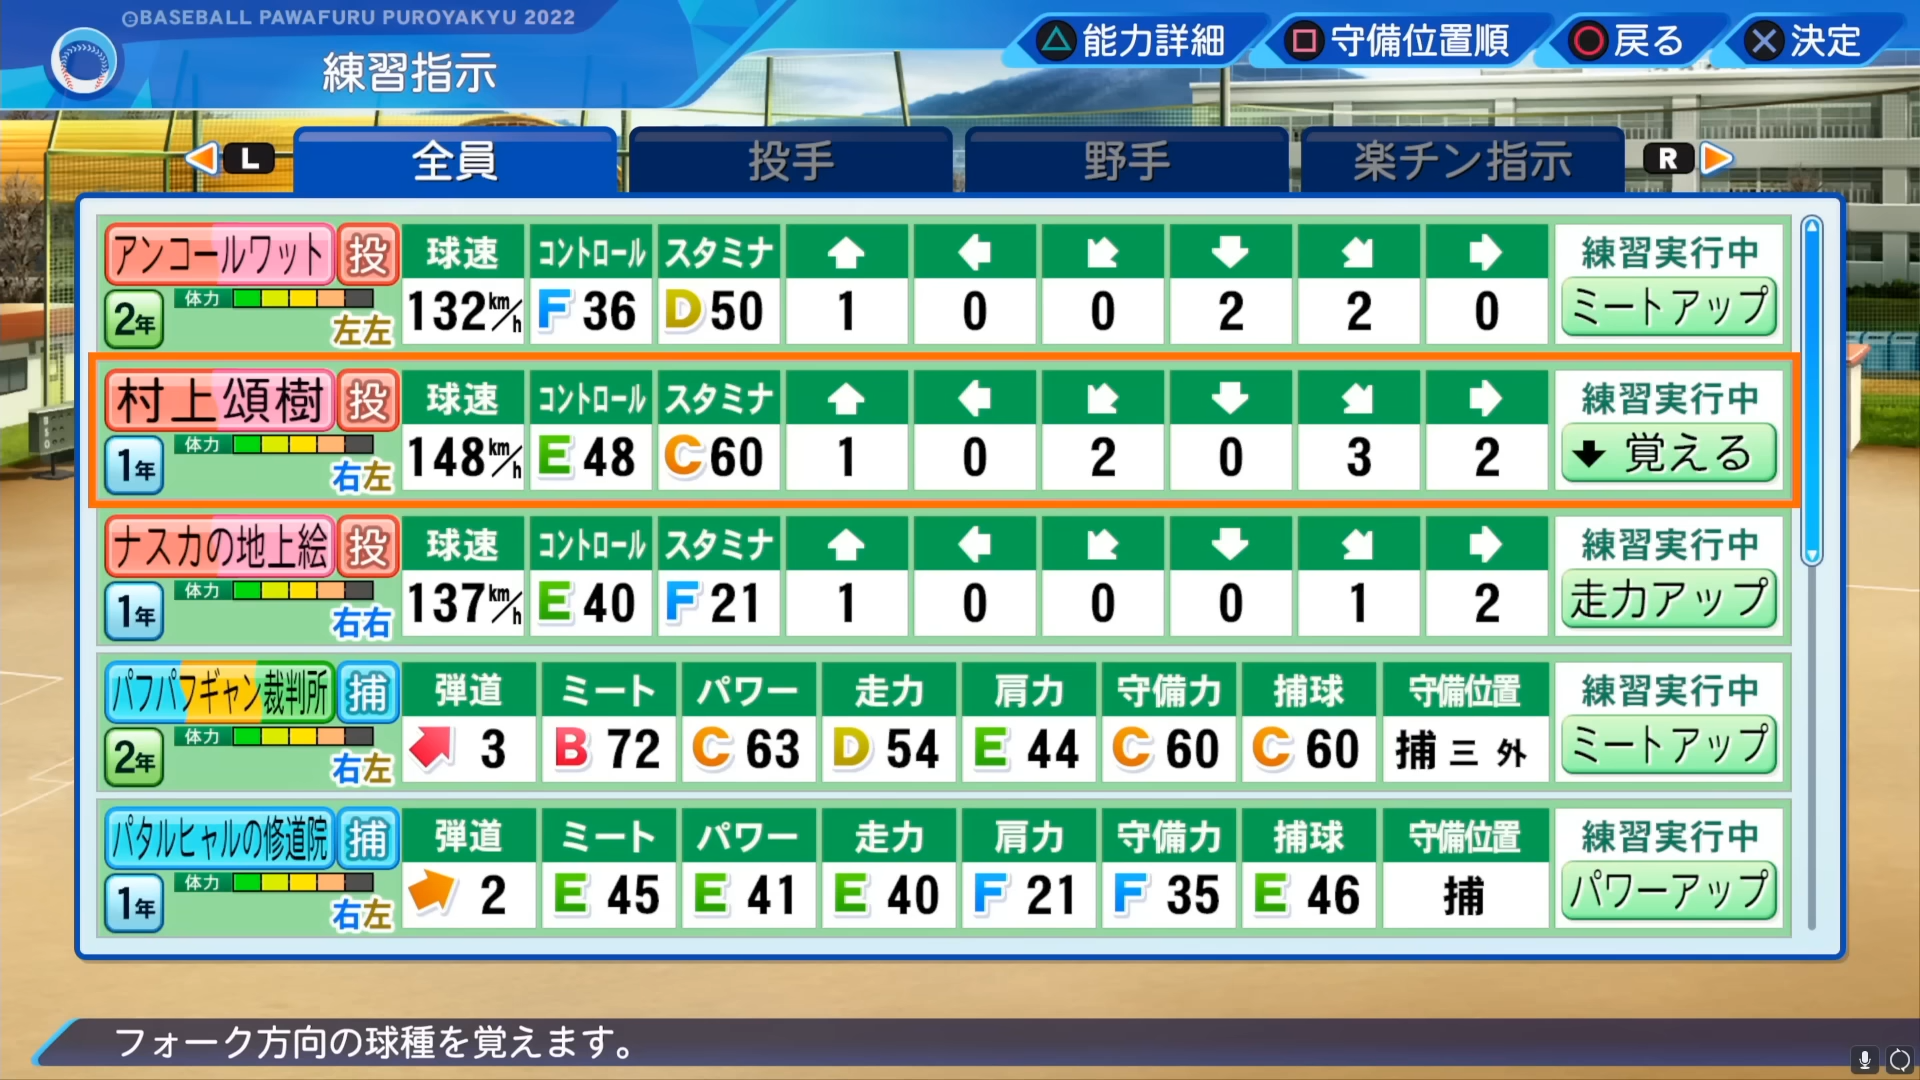 ©BASEBALL PAWAFURU PUROYAKYU 2022
練習指示
能力詳細 守備位置順 戻る 決定
L 全員 投手 野手 楽チン指示 R
アンコールワット 投 球速 コントロール スタミナ 練習実行中
2年 体力 左左 132km/h F 36 D 50 1 0 0 2 2 0 ミートアップ
村上頌樹 投 球速 コントロール スタミナ 練習実行中
1年 体力 右左 148km/h E 48 C 60 1 0 2 0 3 2 覚える
ナスカの地上絵 投 球速 コントロール スタミナ 練習実行中
1年 体力 右右 137km/h E 40 F 21 1 0 0 0 1 2 走力アップ
パフパフギャン裁判所 捕 弾道 ミート パワー 走力 肩力 守備力 捕球 守備位置 練習実行中
2年 体力 右左 3 B 72 C 63 D 54 E 44 C 60 C 60 捕 三 外 ミートアップ
パタルヒャルの修道院 捕 弾道 ミート パワー 走力 肩力 守備力 捕球 守備位置 練習実行中
1年 体力 右左 2 E 45 E 41 E 40 F 21 F 35 E 46 捕 パワーアップ
フォーク方向の球種を覚えます。